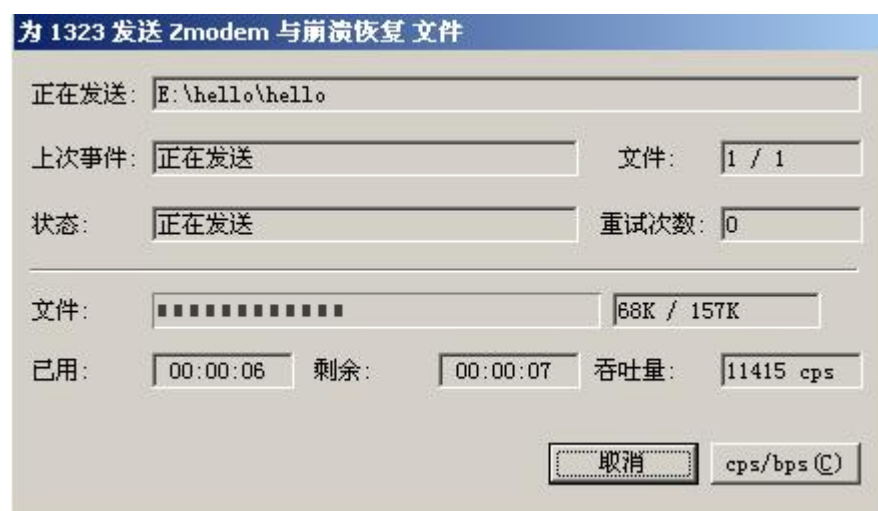 为 1323 发送 Zmodem 与崩溃恢复 文件
正在发送: E:\hello\hello
上次事件: 正在发送 文件: 1 / 1
状态: 正在发送 重试次数: 0
文件: 68K / 157K
已用: 00:00:06 剩余: 00:00:07 吞吐量: 11415 cps
取消 cps/bps(C)